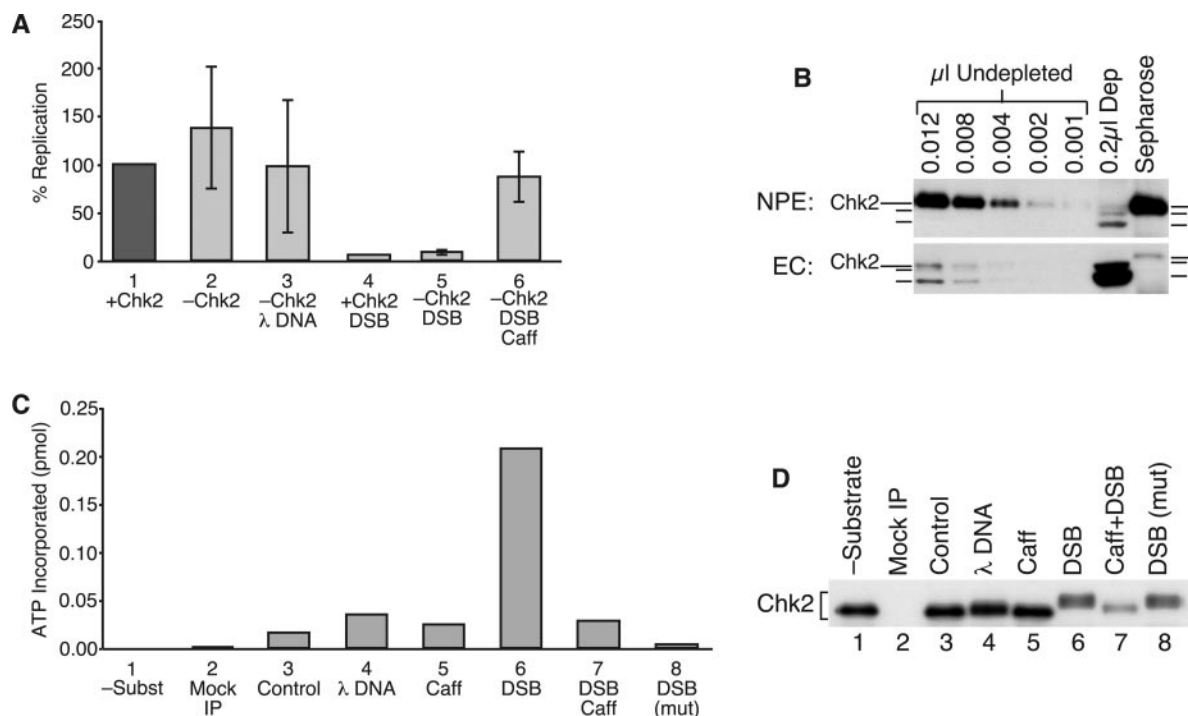 A
250
200
150
100
50
0
% Replication
1 2 3 4 5 6
+Chk2 –Chk2 –Chk2 +Chk2 –Chk2 –Chk2
λ DNA DSB DSB DSB
Caff
B
µl Undepleted
0.012 0.008 0.004 0.002 0.001 0.2µl Dep Sepharose
NPE: Chk2
EC: Chk2
C
0.25
0.20
0.15
0.10
0.05
0.00
ATP Incorporated (pmol)
1 2 3 4 5 6 7 8
–Subst Mock Control λ DNA Caff DSB DSB DSB
IP Caff (mut)
D
–Substrate Mock IP Control λ DNA Caff DSB Caff+DSB DSB (mut)
Chk2
1 2 3 4 5 6 7 8